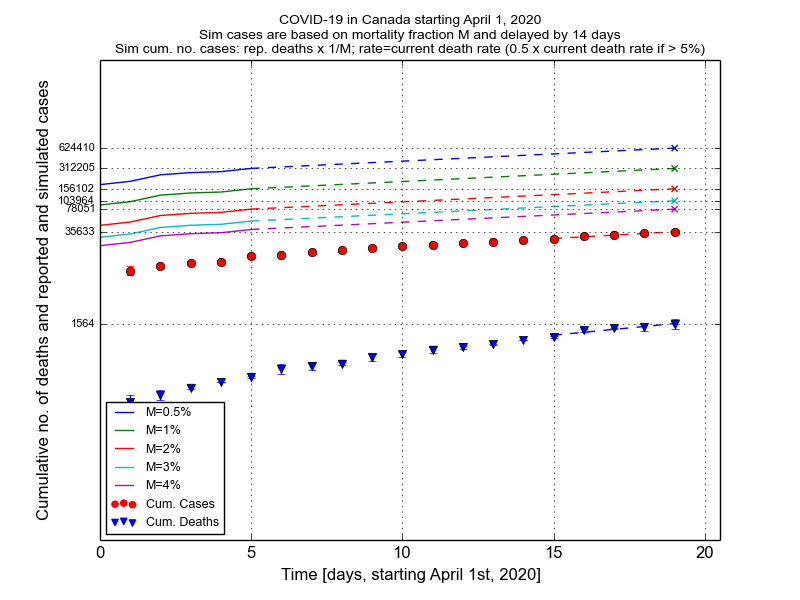 COVID-19 in Canada starting April 1, 2020
Sim cases are based on mortality fraction M and delayed by 14 days
Sim cum. no. cases: rep. deaths x 1/M; rate=current death rate (0.5 x current death rate if > 5%)
Cumulative no. of deaths and reported and simulated cases
624410
312205
156102
103964
78051
35633
1564
M=0.5%
M=1%
M=2%
M=3%
M=4%
Cum. Cases
Cum. Deaths
0
5
10
15
20
Time [days, starting April 1st, 2020]